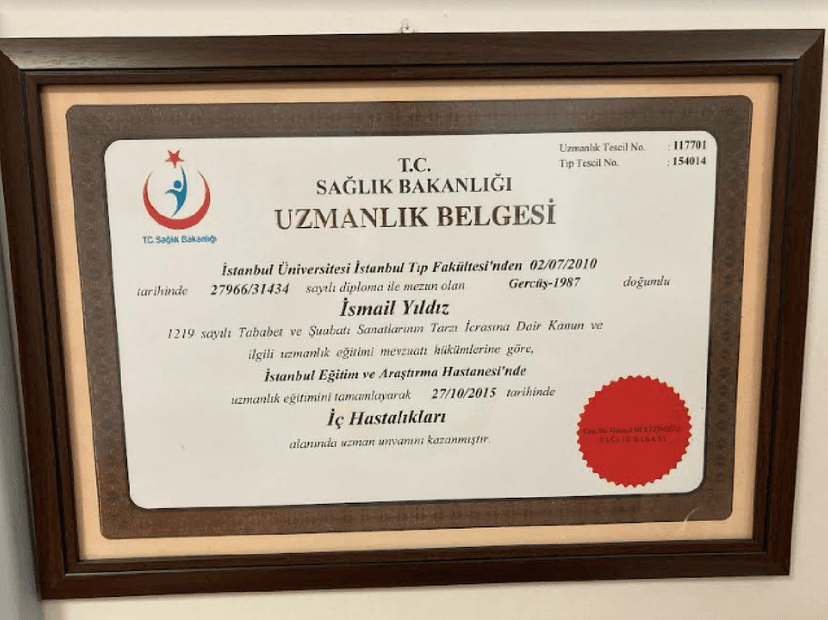 T.C. Sağlık Bakanlığı
Uzmanlık Tescil No. : 117701
Tıp Tescil No. : 154014
T.C.
SAĞLIK BAKANLIĞI
UZMANLIK BELGESİ
İstanbul Üniversitesi İstanbul Tıp Fakültesi'nden 02/07/2010
tarihinde 27966/31434 sayılı diploma ile mezun olan Gercüş-1987 doğumlu
İsmail Yıldız
1219 sayılı Tababet ve Şuabatı Sanatlarının Tarzı İcrasına Dair Kanun ve
ilgili uzmanlık eğitimi mevzuatı hükümlerine göre,
İstanbul Eğitim ve Araştırma Hastanesi'nde
uzmanlık eğitimini tamamlayarak 27/10/2015 tarihinde
İç Hastalıkları
alanında uzman unvanını kazanmıştır.
SAĞLIK BAKANI